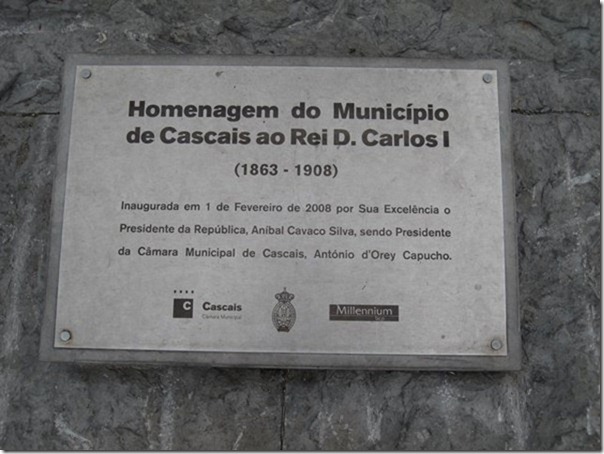 Homenagem do Município
de Cascais ao Rei D. Carlos I
(1863 - 1908)
Inaugurada em 1 de Fevereiro de 2008 por Sua Excelência o
Presidente da República, Aníbal Cavaco Silva, sendo Presidente
da Câmara Municipal de Cascais, António d'Orey Capucho.
C Cascais
Câmara Municipal
Millennium
bcp